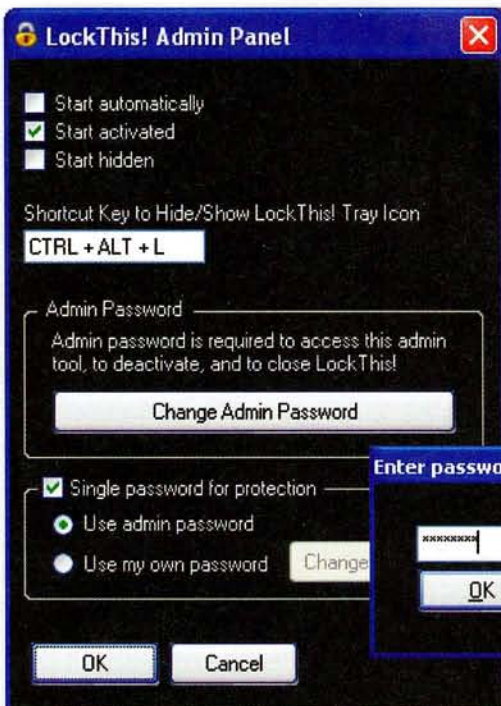 LockThis! Admin Panel
Start automatically
Start activated
Start hidden
Shortcut Key to Hide/Show LockThis! Tray Icon
CTRL + ALT + L
Admin Password
Admin password is required to access this admin
tool, to deactivate, and to close LockThis!
Change Admin Password
Single password for protection
Use admin password
Use my own password
Change
Enter passwo
xxxxxxxx
OK
OK
Cancel